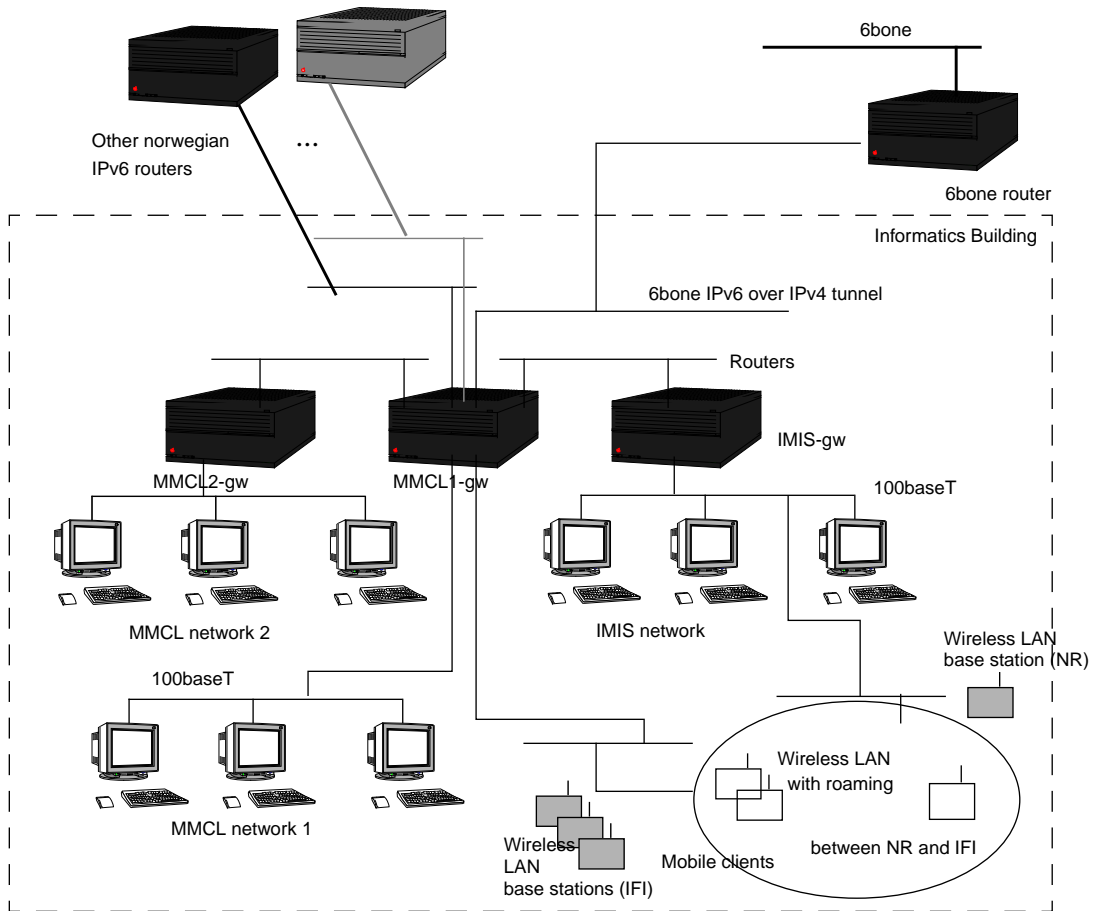 6bone
Other norwegian
IPv6 routers
...
6bone router
Informatics Building
6bone IPv6 over IPv4 tunnel
Routers
IMIS-gw
MMCL2-gw
MMCL1-gw
100baseT
MMCL network 2
IMIS network
Wireless LAN
base station (NR)
100baseT
Wireless LAN
with roaming
MMCL network 1
between NR and IFI
Mobile clients
Wireless
LAN
base stations (IFI)